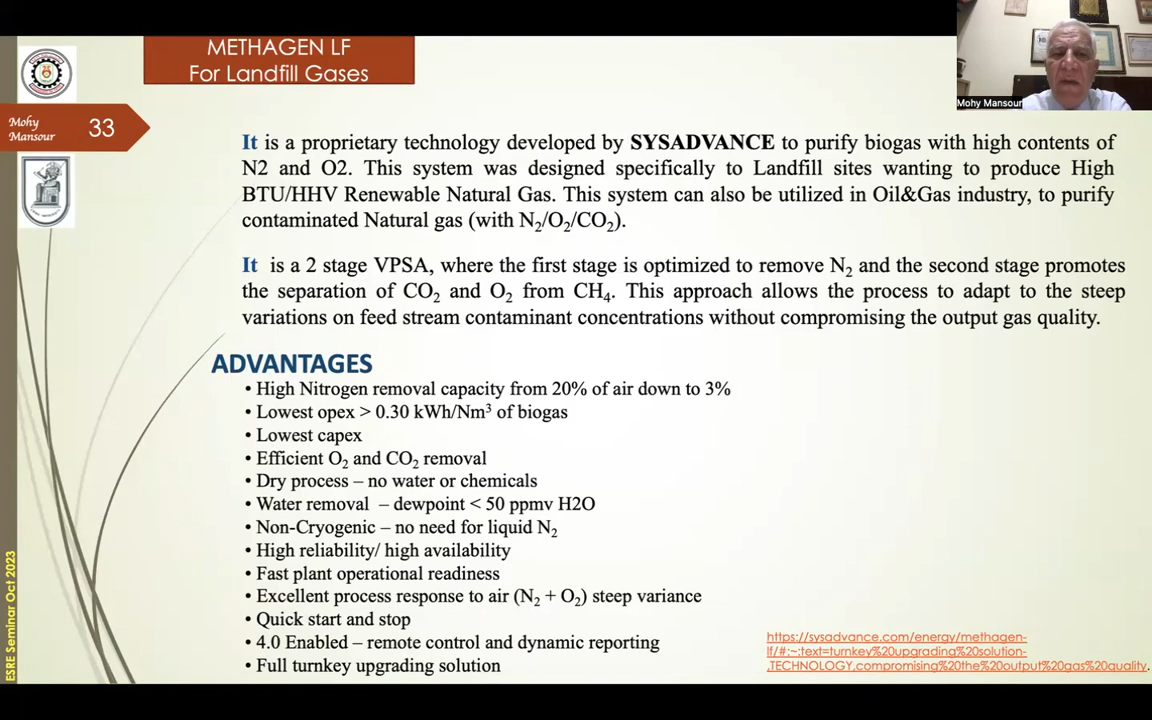 METHAGEN LF
For Landfill Gases
Mohy Mansour
Mohy
Mansour
33
It is a proprietary technology developed by SYSADVANCE to purify biogas with high contents of
N2 and O2. This system was designed specifically to Landfill sites wanting to produce High
BTU/HHV Renewable Natural Gas. This system can also be utilized in Oil&Gas industry, to purify
contaminated Natural gas (with N₂/O₂/CO₂).
It is a 2 stage VPSA, where the first stage is optimized to remove N₂ and the second stage promotes
the separation of CO₂ and O₂ from CH₄. This approach allows the process to adapt to the steep
variations on feed stream contaminant concentrations without compromising the output gas quality.
ADVANTAGES
• High Nitrogen removal capacity from 20% of air down to 3%
• Lowest opex > 0.30 kWh/Nm³ of biogas
• Lowest capex
• Efficient O₂ and CO₂ removal
• Dry process – no water or chemicals
• Water removal – dewpoint < 50 ppmv H2O
• Non-Cryogenic – no need for liquid N₂
• High reliability/ high availability
• Fast plant operational readiness
• Excellent process response to air (N₂ + O₂) steep variance
• Quick start and stop
• 4.0 Enabled – remote control and dynamic reporting
• Full turnkey upgrading solution
https://sysadvance.com/energy/methagen-
lf/#:~:text=turnkey%20upgrading%20solution-
,TECHNOLOGY,compromising%20the%20output%20gas%20quality.
ESRE Seminar Oct 2023